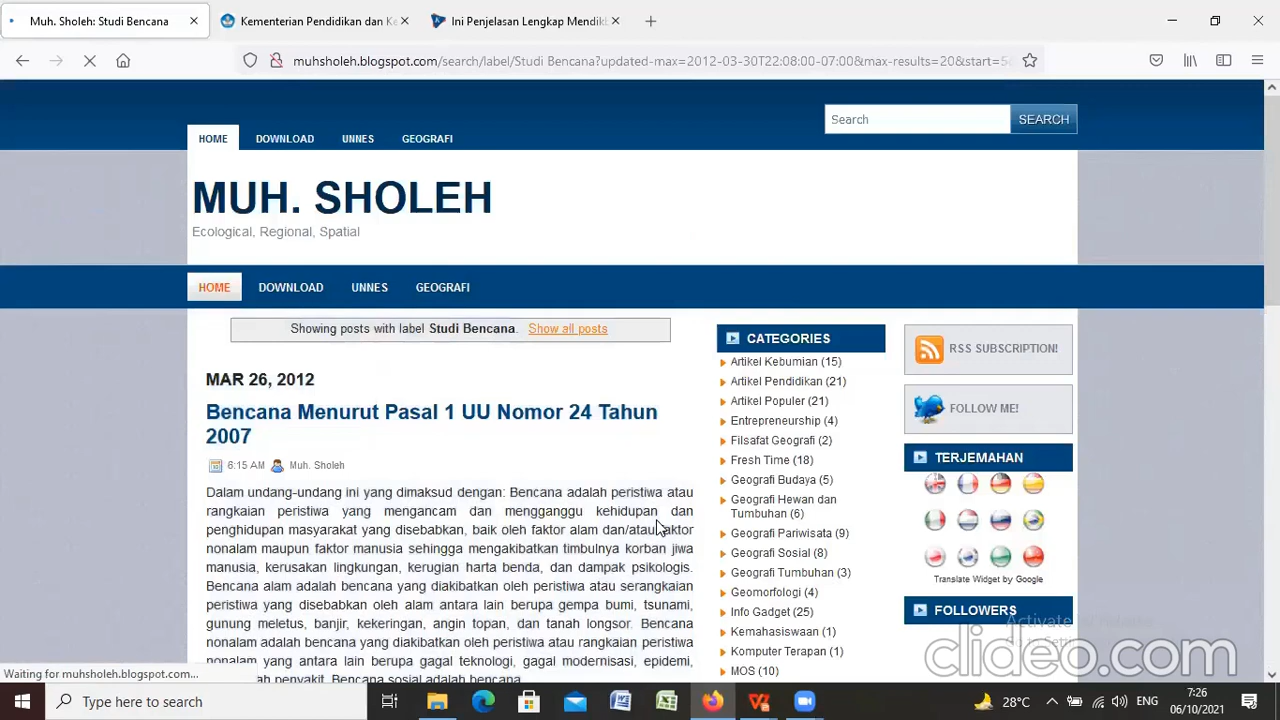 Muh. Sholeh: Studi Bencana
Kementerian Pendidikan dan Ke
Ini Penjelasan Lengkap Mendikb
muhsholeh.blogspot.com/search/label/Studi Bencana?updated-max=2012-03-30T22:08:00-07:00&max-results=20&start=5
Search
SEARCH
HOME DOWNLOAD UNNES GEOGRAFI
MUH. SHOLEH
Ecological, Regional, Spatial
HOME DOWNLOAD UNNES GEOGRAFI
Showing posts with label Studi Bencana. Show all posts
MAR 26, 2012
Bencana Menurut Pasal 1 UU Nomor 24 Tahun
2007
6:15 AM Muh. Sholeh
Dalam undang-undang ini yang dimaksud dengan: Bencana adalah peristiwa atau
rangkaian peristiwa yang mengancam dan mengganggu kehidupan dan
penghidupan masyarakat yang disebabkan, baik oleh faktor alam dan/atau faktor
nonalam maupun faktor manusia sehingga mengakibatkan timbulnya korban jiwa
manusia, kerusakan lingkungan, kerugian harta benda, dan dampak psikologis.
Bencana alam adalah bencana yang diakibatkan oleh peristiwa atau serangkaian
peristiwa yang disebabkan oleh alam antara lain berupa gempa bumi, tsunami,
gunung meletus, banjir, kekeringan, angin topan, dan tanah longsor. Bencana
nonalam adalah bencana yang diakibatkan oleh peristiwa atau rangkaian peristiwa
nonalam yang antara lain berupa gagal teknologi, gagal modernisasi, epidemi,
penyakit. Bencana sosial adalah bencana
CATEGORIES
Artikel Kebumian (15)
Artikel Pendidikan (21)
Artikel Populer (21)
Entrepreneurship (4)
Filsafat Geografi (2)
Fresh Time (18)
Geografi Budaya (5)
Geografi Hewan dan
Tumbuhan (6)
Geografi Pariwisata (9)
Geografi Sosial (8)
Geografi Tumbuhan (3)
Geomorfologi (4)
Info Gadget (25)
Kemahasiswaan (1)
Komputer Terapan (1)
MOS (10)
RSS SUBSCRIPTION!
FOLLOW ME!
TERJEMAHAN
Translate Widget by Google
FOLLOWERS
Activate
clideo.com
Waiting for muhsholeh.blogspot.com...
Type here to search
28°C
ENG
7:26
06/10/2021